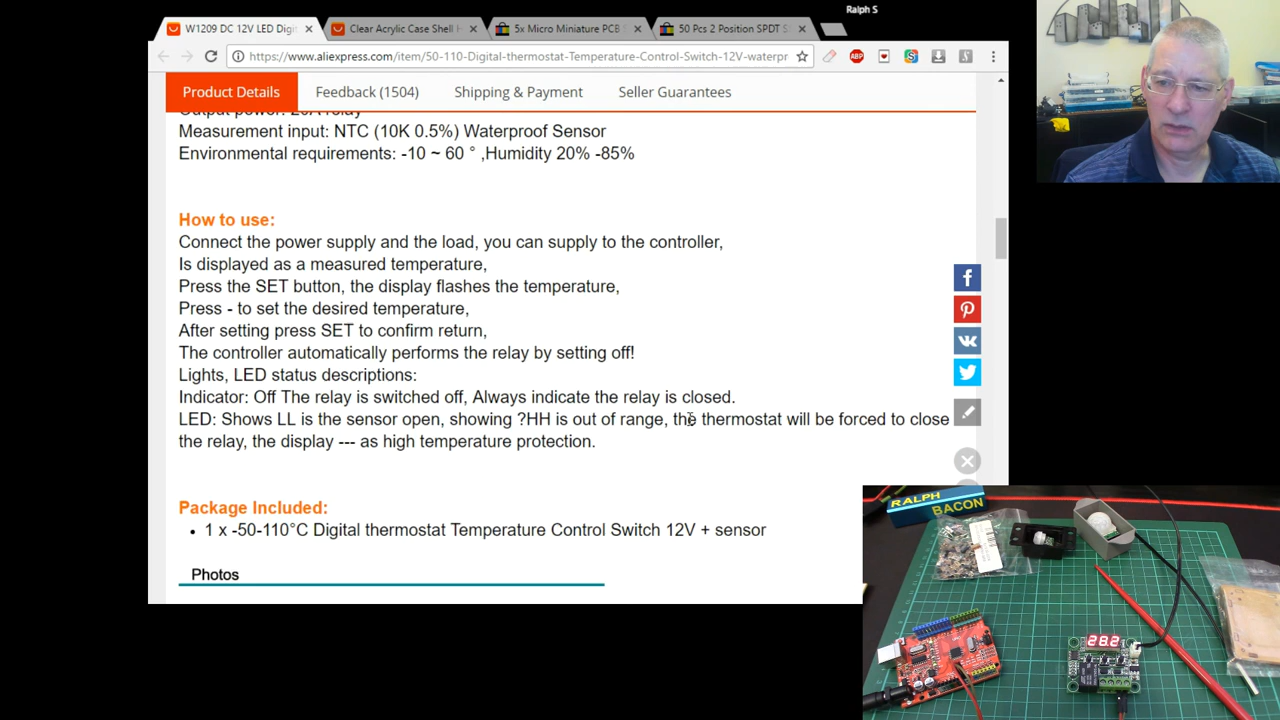 Ralph S
W1209 DC 12V LED Digi
Clear Acrylic Case Shell
5x Micro Miniature PCB S
50 Pcs 2 Position SPDT S
https://www.aliexpress.com/item/50-110-Digital-thermostat-Temperature-Control-Switch-12V-waterpr
ABP
Product Details
Feedback (1504)
Shipping & Payment
Seller Guarantees
Output power: 20A relay
Measurement input: NTC (10K 0.5%) Waterproof Sensor
Environmental requirements: -10 ~ 60 ° ,Humidity 20% -85%
How to use:
Connect the power supply and the load, you can supply to the controller,
Is displayed as a measured temperature,
Press the SET button, the display flashes the temperature,
Press - to set the desired temperature,
After setting press SET to confirm return,
The controller automatically performs the relay by setting off!
Lights, LED status descriptions:
Indicator: Off The relay is switched off, Always indicate the relay is closed.
LED: Shows LL is the sensor open, showing ?HH is out of range, the thermostat will be forced to close
the relay, the display --- as high temperature protection.
Package Included:
• 1 x -50-110°C Digital thermostat Temperature Control Switch 12V + sensor
Photos
RALPH
BACON
28.2